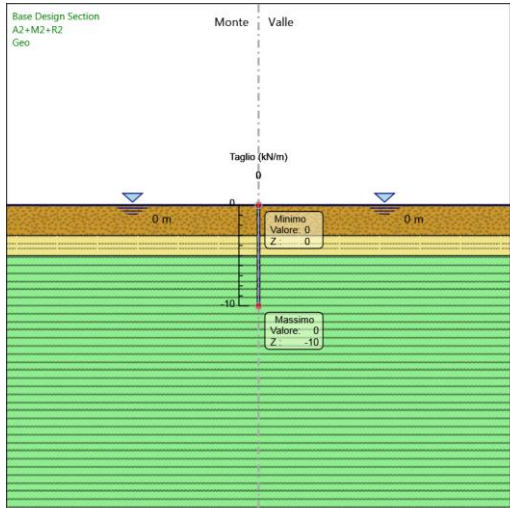 Base Design Section
A2+M2+R2
Geo
Monte Valle
Taglio (kN/m)
0
0
0 m
0 m
Minimo
Valore: 0
Z : 0
-10
Massimo
Valore: 0
Z : -10